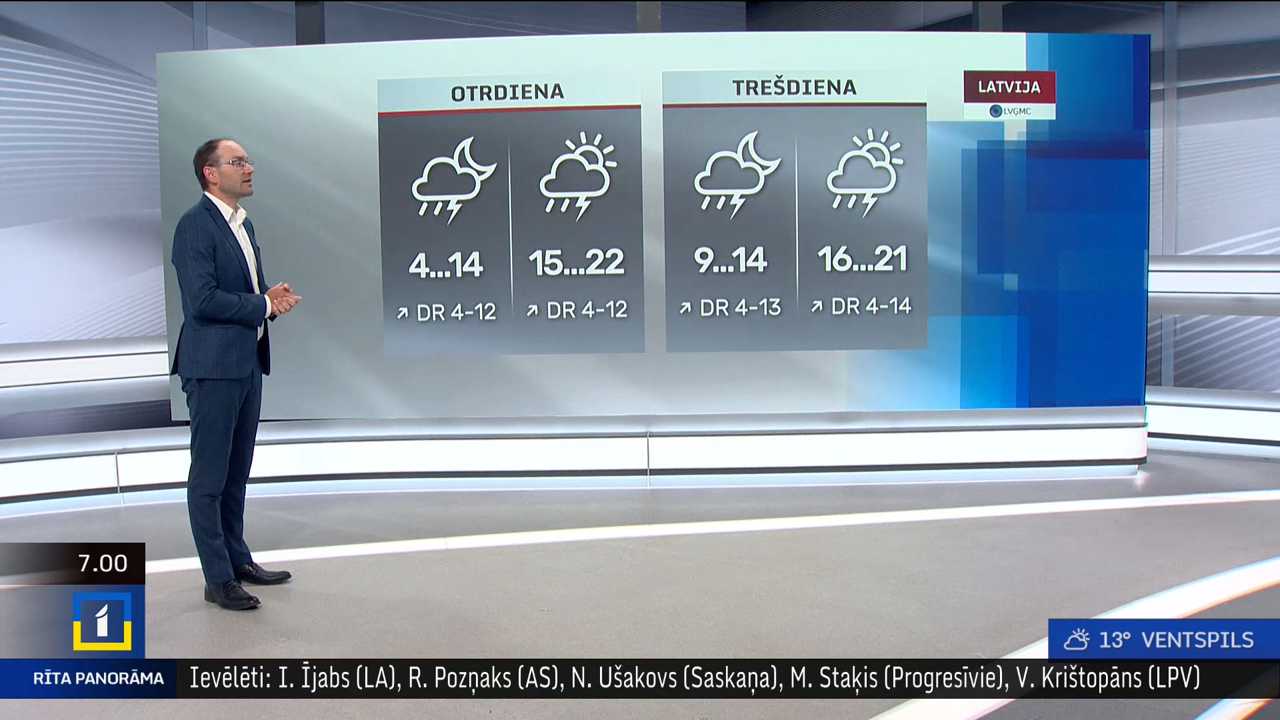 OTRDIENA
4...14
15...22
↗ DR 4-12
↗ DR 4-12
TREŠDIENA
9...14
16...21
↗ DR 4-13
↗ DR 4-14
LATVIJA
LVĢMC
7.00
1
13° VENTSPILS
RĪTA PANORĀMA
Ievēlēti: I. Ījabs (LA), R. Pozņaks (AS), N. Ušakovs (Saskaņa), M. Staķis (Progresīvie), V. Krištopāns (LPV)